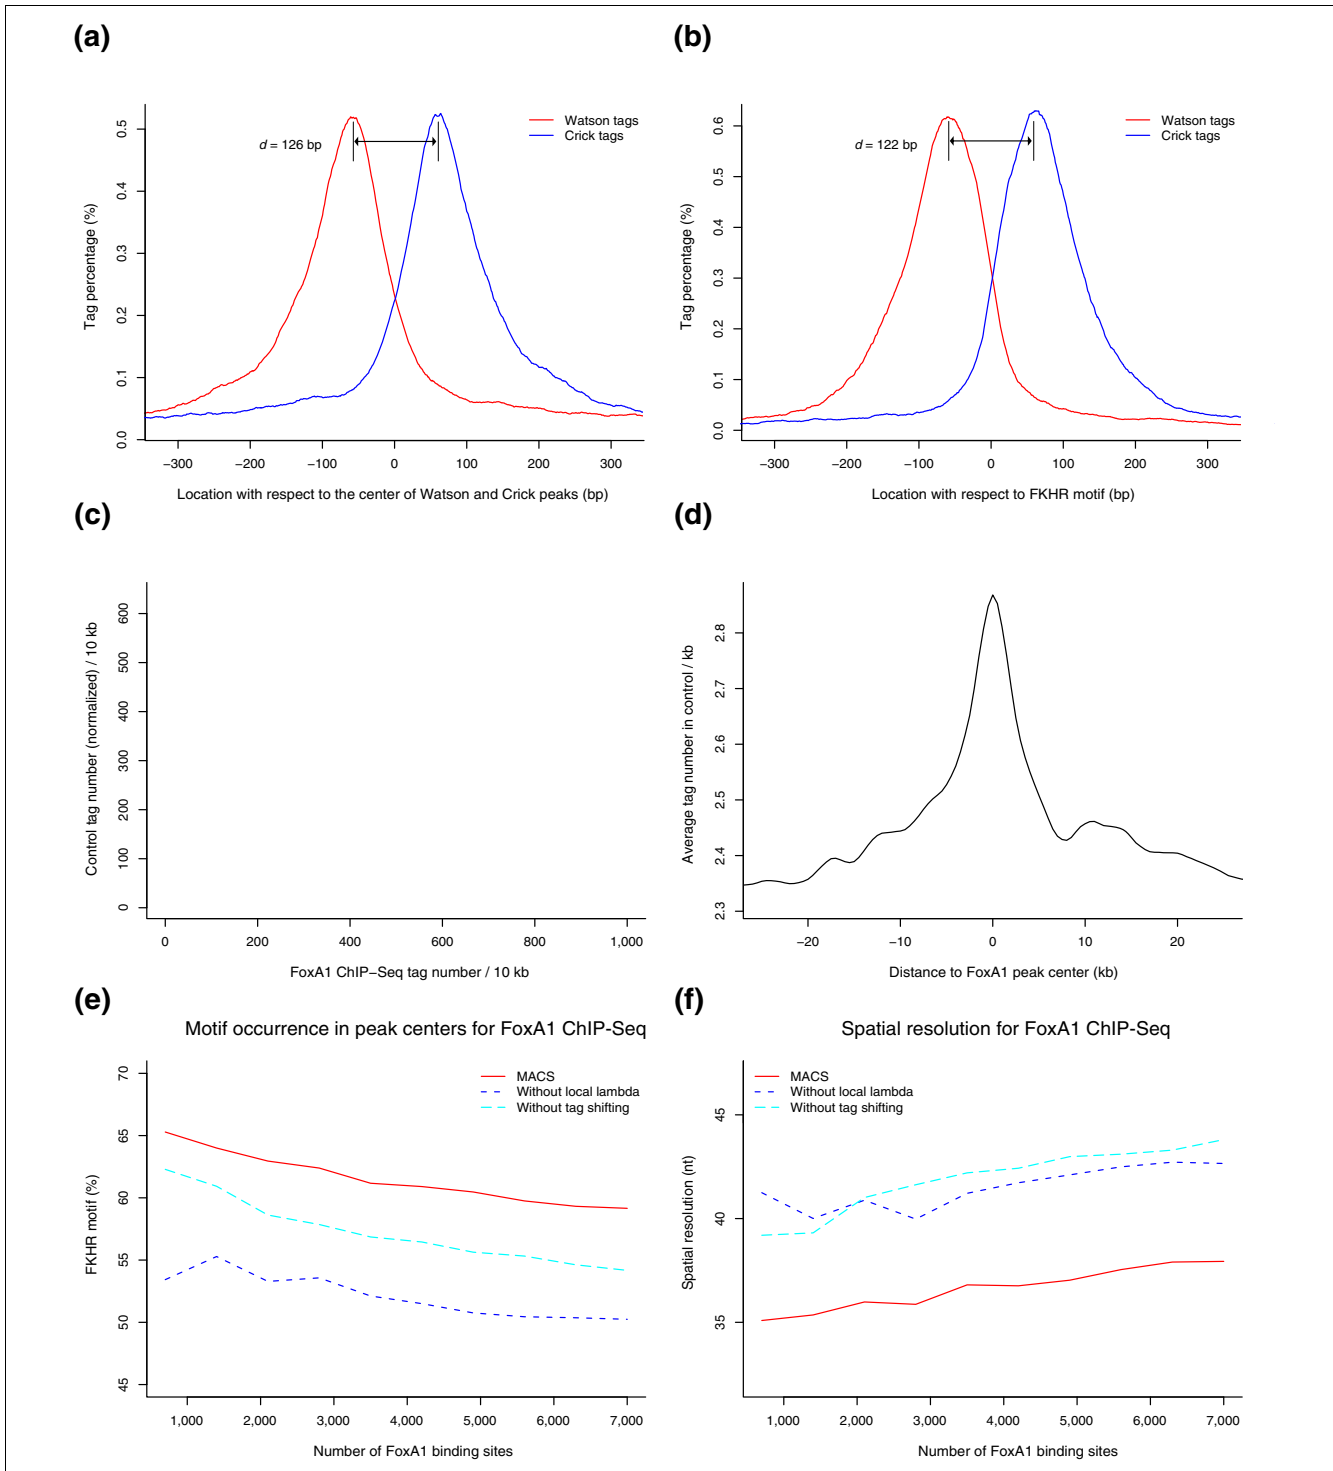 (a)
d = 126 bp
Watson tags
Crick tags
Tag percentage (%)
0.0 0.1 0.2 0.3 0.4 0.5
−300 −200 −100 0 100 200 300
Location with respect to the center of Watson and Crick peaks (bp)
(b)
d = 122 bp
Watson tags
Crick tags
Tag percentage (%)
0.0 0.1 0.2 0.3 0.4 0.5 0.6
−300 −200 −100 0 100 200 300
Location with respect to FKHR motif (bp)
(c)
Control tag number (normalized) / 10 kb
0 100 200 300 400 500 600
0 200 400 600 800 1,000
FoxA1 ChIP−Seq tag number / 10 kb
(d)
Average tag number in control / kb
2.3 2.4 2.5 2.6 2.7 2.8
−20 −10 0 10 20
Distance to FoxA1 peak center (kb)
(e)
Motif occurrence in peak centers for FoxA1 ChIP-Seq
MACS
Without local lambda
Without tag shifting
FKHR motif (%)
45 50 55 60 65 70
1,000 2,000 3,000 4,000 5,000 6,000 7,000
Number of FoxA1 binding sites
(f)
Spatial resolution for FoxA1 ChIP-Seq
MACS
Without local lambda
Without tag shifting
Spatial resolution (nt)
35 40 45
1,000 2,000 3,000 4,000 5,000 6,000 7,000
Number of FoxA1 binding sites